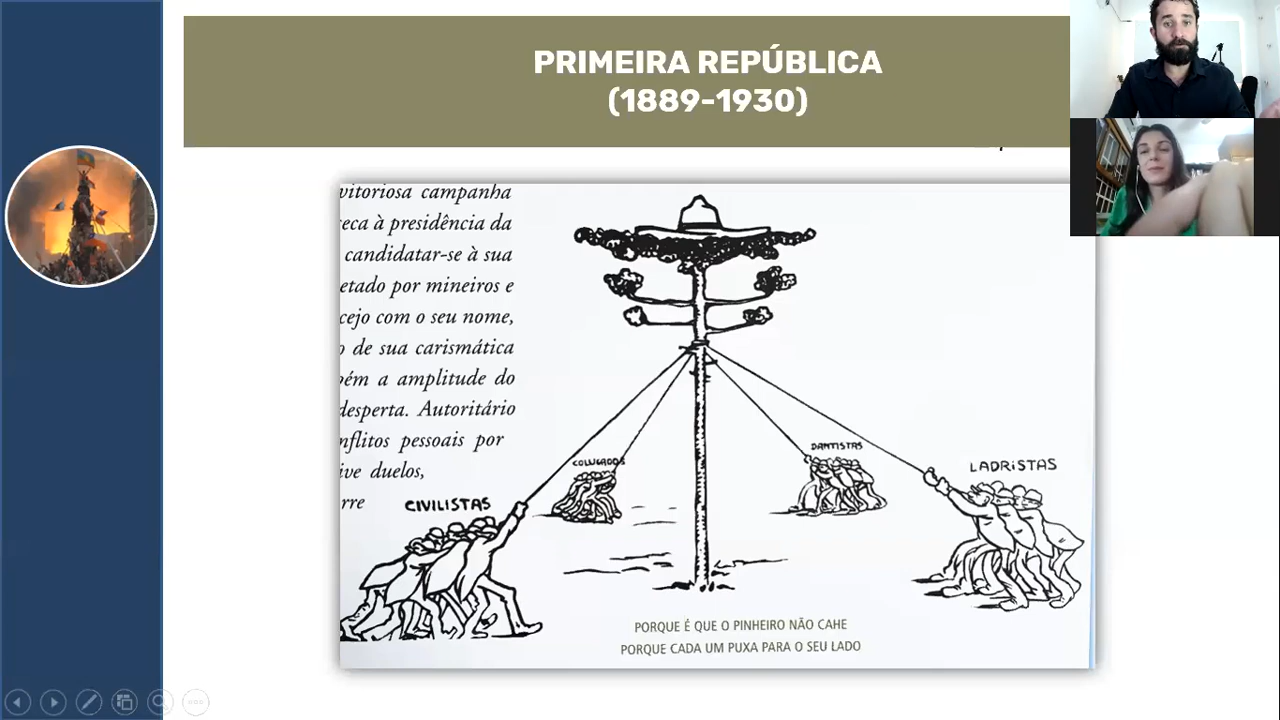 PRIMEIRA REPÚBLICA
(1889-1930)
vitoriosa campanha
reca à presidência da
candidatar-se à sua
etado por mineiros e
cejo com o seu nome,
o de sua carismática
bém a amplitude do
desperta. Autoritário
nflitos pessoais por
ive duelos,
rre
CIVILISTAS
COLUGADOS
DANTISTAS
LADRISTAS
PORQUE É QUE O PINHEIRO NÃO CAHE
PORQUE CADA UM PUXA PARA O SEU LADO